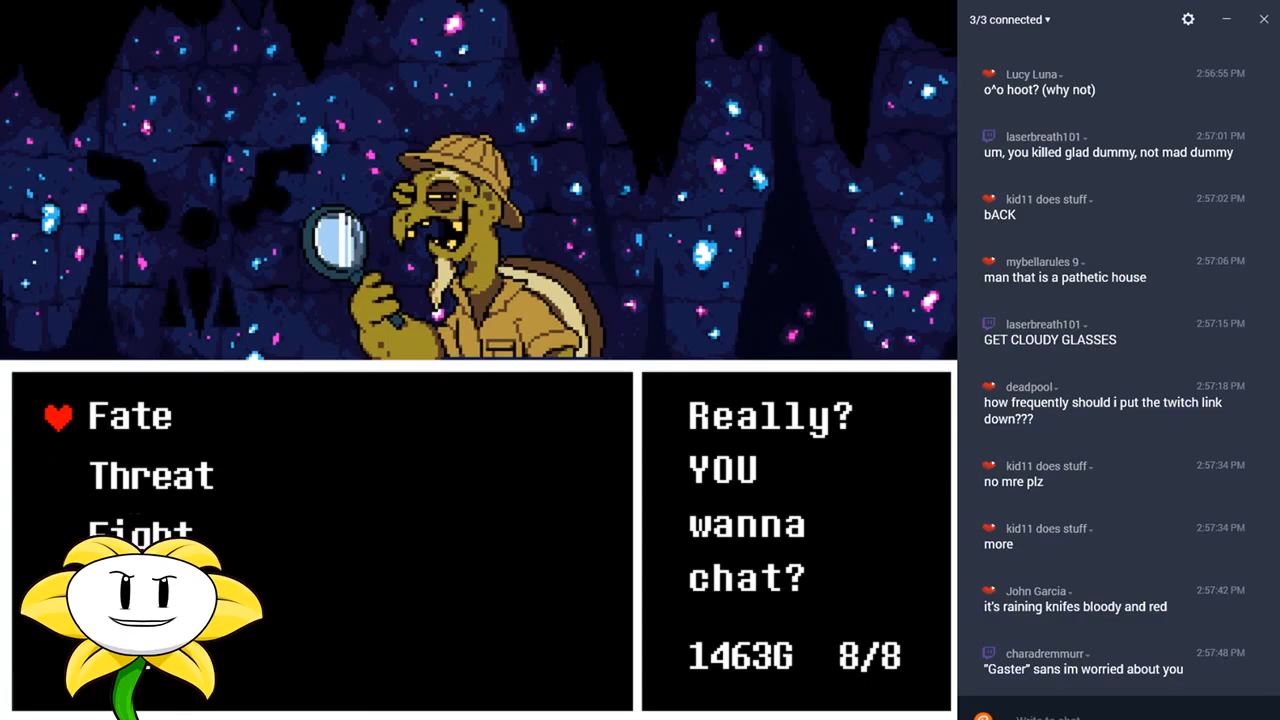 3/3 connected
Lucy Luna
2:56:55 PM
o^o hoot? (why not)
laserbreath101
2:57:01 PM
um, you killed glad dummy, not mad dummy
kid11 does stuff
2:57:02 PM
bACK
mybellarules 9
2:57:06 PM
man that is a pathetic house
laserbreath101
2:57:15 PM
GET CLOUDY GLASSES
deadpool
2:57:18 PM
how frequently should i put the twitch link
down???
kid11 does stuff
2:57:34 PM
no mre plz
kid11 does stuff
2:57:34 PM
more
John Garcia
2:57:42 PM
it's raining knifes bloody and red
charadremmurr
2:57:48 PM
"Gaster" sans im worried about you
Write to chat
Fate
Threat
Fight
Really?
YOU
wanna
chat?
1463G 8/8